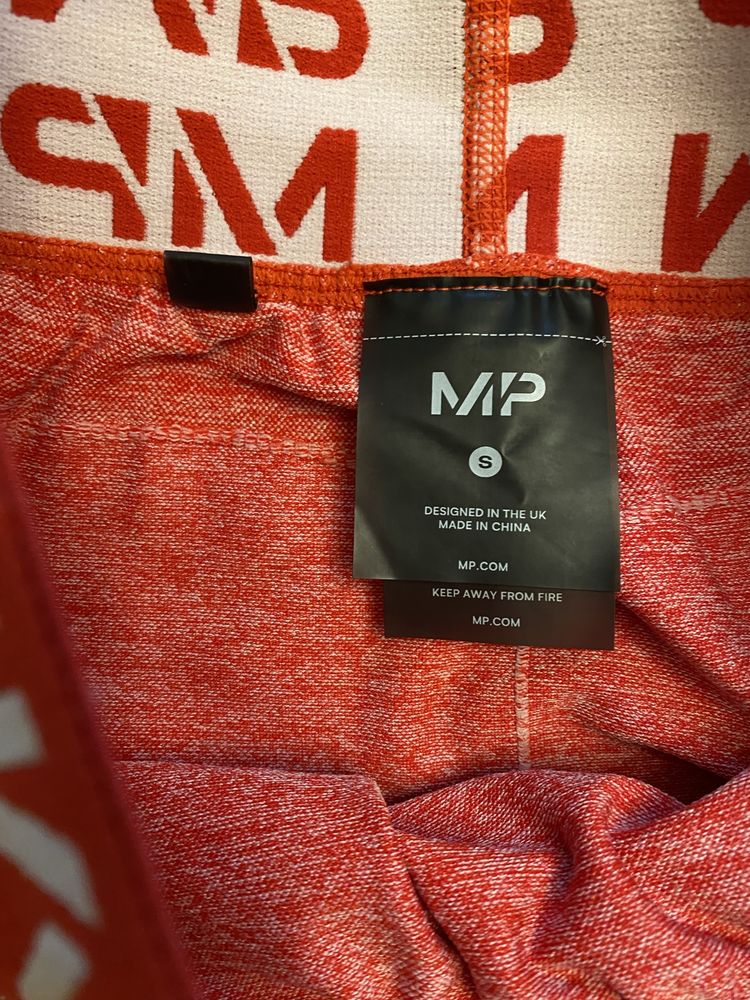 MP
S
DESIGNED IN THE UK
MADE IN CHINA
MP.COM
KEEP AWAY FROM FIRE
MP.COM